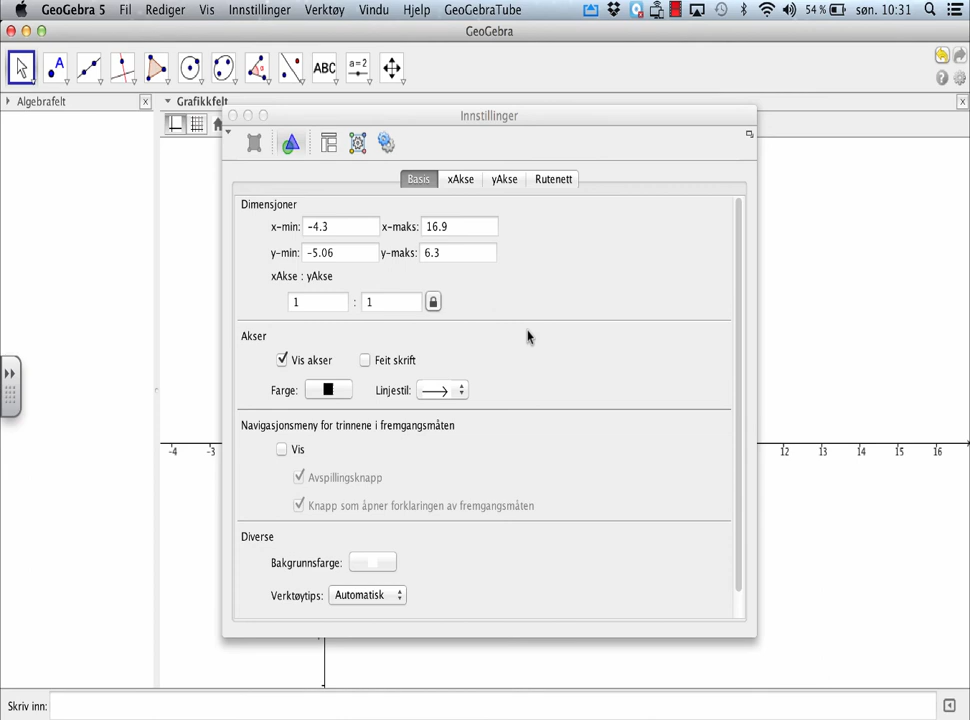 GeoGebra 5 Fil Rediger Vis Innstillinger Verktøy Vindu Hjelp GeoGebraTube 54 % søn. 10:31
GeoGebra
A ABC a=2
Algebrafelt Grafikkfelt
Innstillinger
Basis xAkse yAkse Rutenett
Dimensjoner
x-min: -4.3 x-maks: 16.9
y-min: -5.06 y-maks: 6.3
xAkse : yAkse
1 : 1
Akser
Vis akser Feit skrift
Farge: Linjestil:
Navigasjonsmeny for trinnene i fremgangsmåten
Vis
-4 -3 12 13 14 15 16
Avspillingsknapp
Knapp som åpner forklaringen av fremgangsmåten
Diverse
Bakgrunnsfarge:
Verktøytips: Automatisk
Skriv inn: